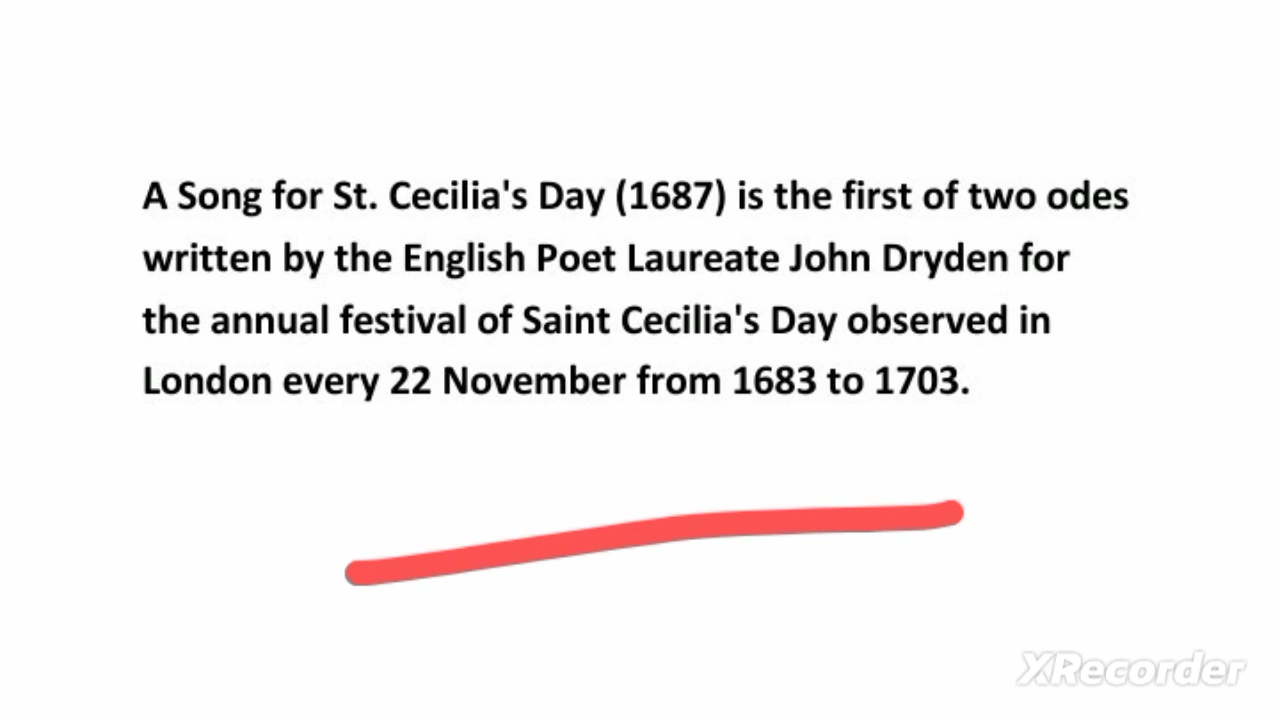 A Song for St. Cecilia's Day (1687) is the first of two odes
written by the English Poet Laureate John Dryden for
the annual festival of Saint Cecilia's Day observed in
London every 22 November from 1683 to 1703.
XRecorder